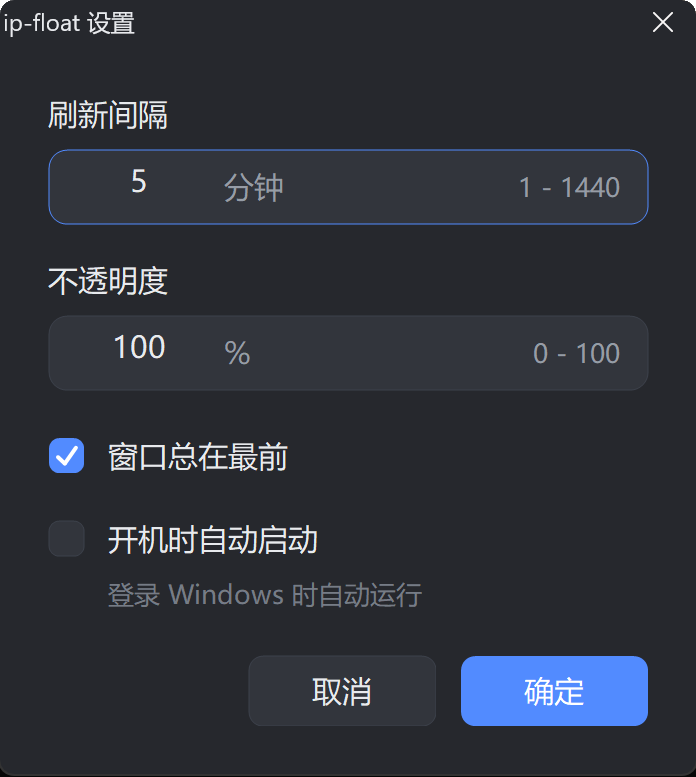 ip-float 设置
刷新间隔
5 分钟 1 - 1440
不透明度
100 % 0 - 100
窗口总在最前
开机时自动启动
登录 Windows 时自动运行
取消 确定